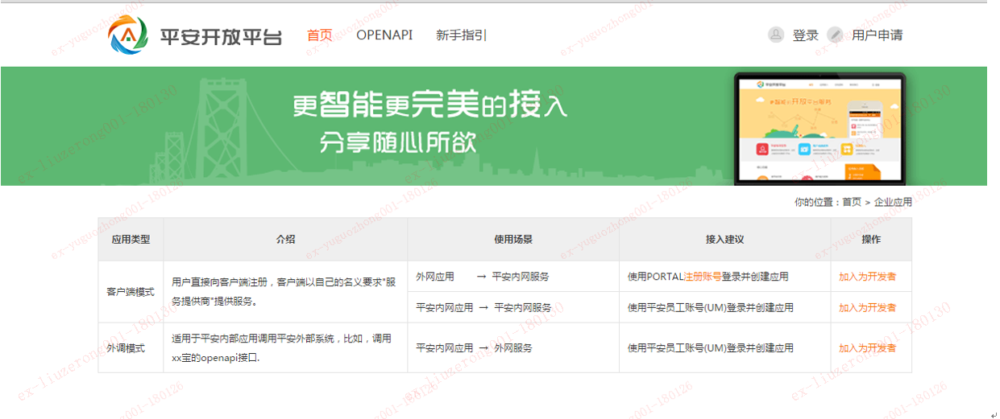 平安开放平台 首页 OPENAPI 新手指引 登录 用户申请
更智能更完美的接入
分享随心所欲
你的位置：首页 > 企业应用
应用类型 介绍 使用场景 接入建议 操作
客户端模式
用户直接向客户端注册，客户端以自己的名义要求"服
务提供商"提供服务。
外网应用 → 平安内网服务 使用PORTAL注册账号登录并创建应用 加入为开发者
平安内网应用 → 平安内网服务 使用平安员工账号(UM)登录并创建应用 加入为开发者
外调模式
适用于平安内部应用调用平安外部系统，比如，调用
xx宝的openapi接口.
平安内网应用 → 外网服务 使用平安员工账号(UM)登录并创建应用 加入为开发者
ex-yuguozhong001-180126
ex-liuzerong001-180130